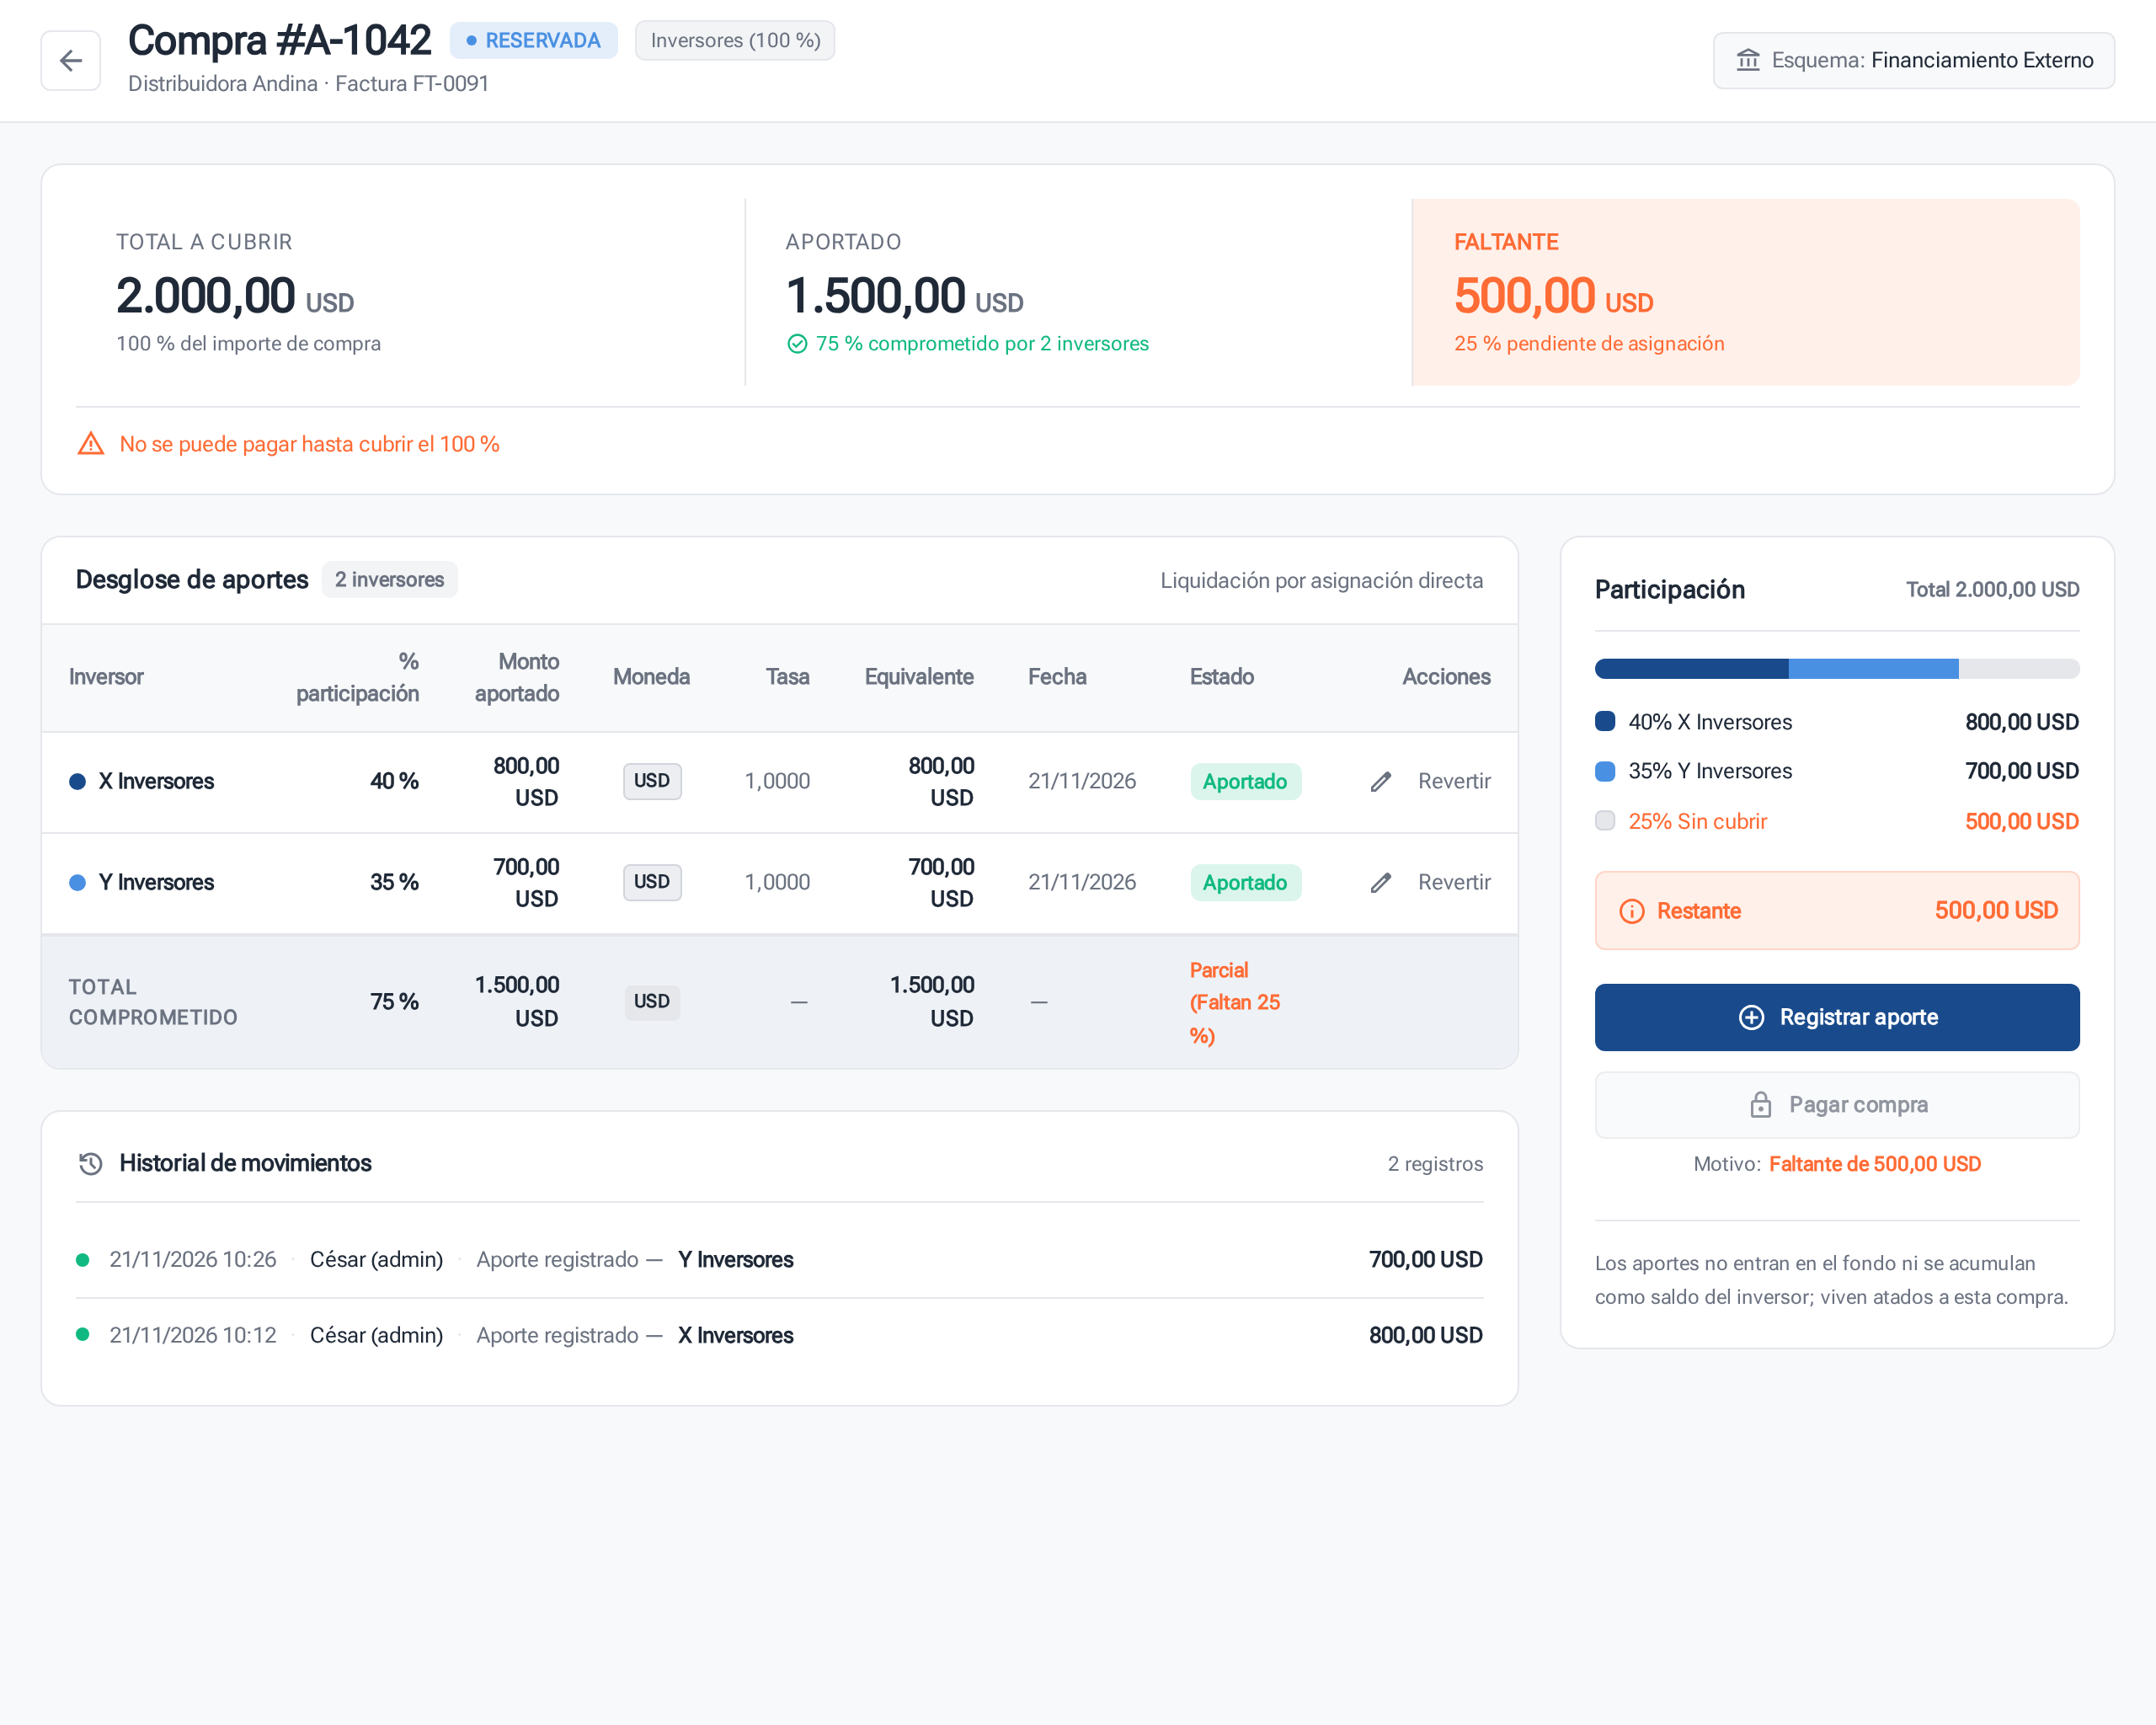 Compra #A-1042
RESERVADA
Inversores (100 %)
Distribuidora Andina · Factura FT-0091
Esquema: Financiamiento Externo
TOTAL A CUBRIR
2.000,00 USD
100 % del importe de compra
APORTADO
1.500,00 USD
75 % comprometido por 2 inversores
FALTANTE
500,00 USD
25 % pendiente de asignación
No se puede pagar hasta cubrir el 100 %
Desglose de aportes
2 inversores
Liquidación por asignación directa
Inversor
%
participación
Monto
aportado
Moneda
Tasa
Equivalente
Fecha
Estado
Acciones
X Inversores
40 %
800,00
USD
USD
1,0000
800,00
USD
21/11/2026
Aportado
Revertir
Y Inversores
35 %
700,00
USD
USD
1,0000
700,00
USD
21/11/2026
Aportado
Revertir
TOTAL
COMPROMETIDO
75 %
1.500,00
USD
USD
—
1.500,00
USD
—
Parcial
(Faltan 25
%)
Historial de movimientos
2 registros
21/11/2026 10:26 · César (admin) · Aporte registrado — Y Inversores
700,00 USD
21/11/2026 10:12 · César (admin) · Aporte registrado — X Inversores
800,00 USD
Participación
Total 2.000,00 USD
40% X Inversores
800,00 USD
35% Y Inversores
700,00 USD
25% Sin cubrir
500,00 USD
Restante
500,00 USD
Registrar aporte
Pagar compra
Motivo: Faltante de 500,00 USD
Los aportes no entran en el fondo ni se acumulan
como saldo del inversor; viven atados a esta compra.